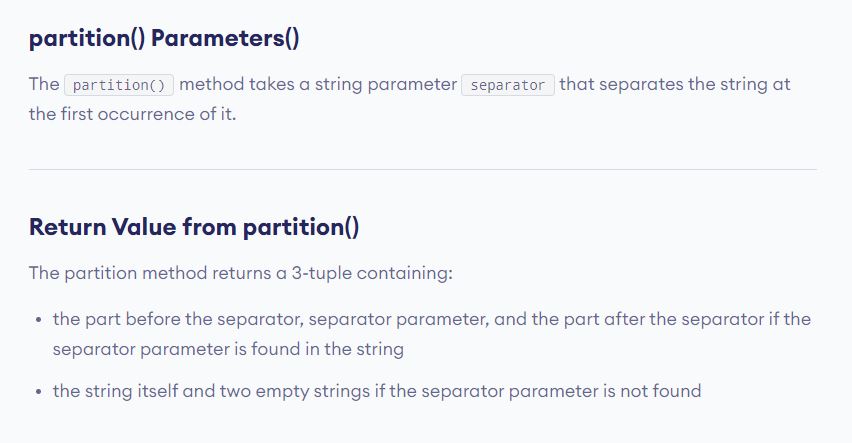 partition() Parameters()
The partition() method takes a string parameter separator that separates the string at
the first occurrence of it.
Return Value from partition()
The partition method returns a 3-tuple containing:
• the part before the separator, separator parameter, and the part after the separator if the
separator parameter is found in the string
• the string itself and two empty strings if the separator parameter is not found